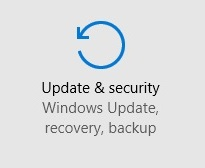 Update & security
Windows Update,
recovery, backup